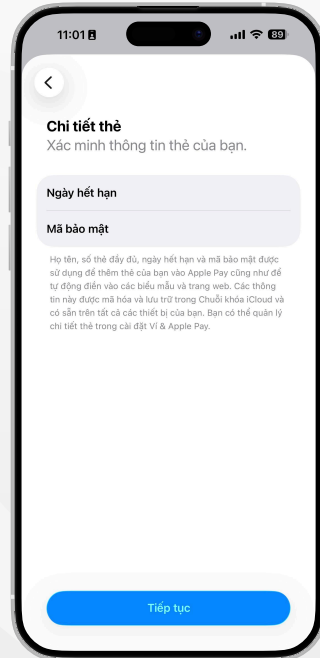 11:01
89
Chi tiết thẻ
Xác minh thông tin thẻ của bạn.
Ngày hết hạn
Mã bảo mật
Họ tên, số thẻ đầy đủ, ngày hết hạn và mã bảo mật được
sử dụng để thêm thẻ của bạn vào Apple Pay cũng như để
tự động điền vào các biểu mẫu và trang web. Các thông
tin này được mã hóa và lưu trữ trong Chuỗi khóa iCloud và
có sẵn trên tất cả các thiết bị của bạn. Bạn có thể quản lý
chi tiết thẻ trong cài đặt Ví & Apple Pay.
Tiếp tục